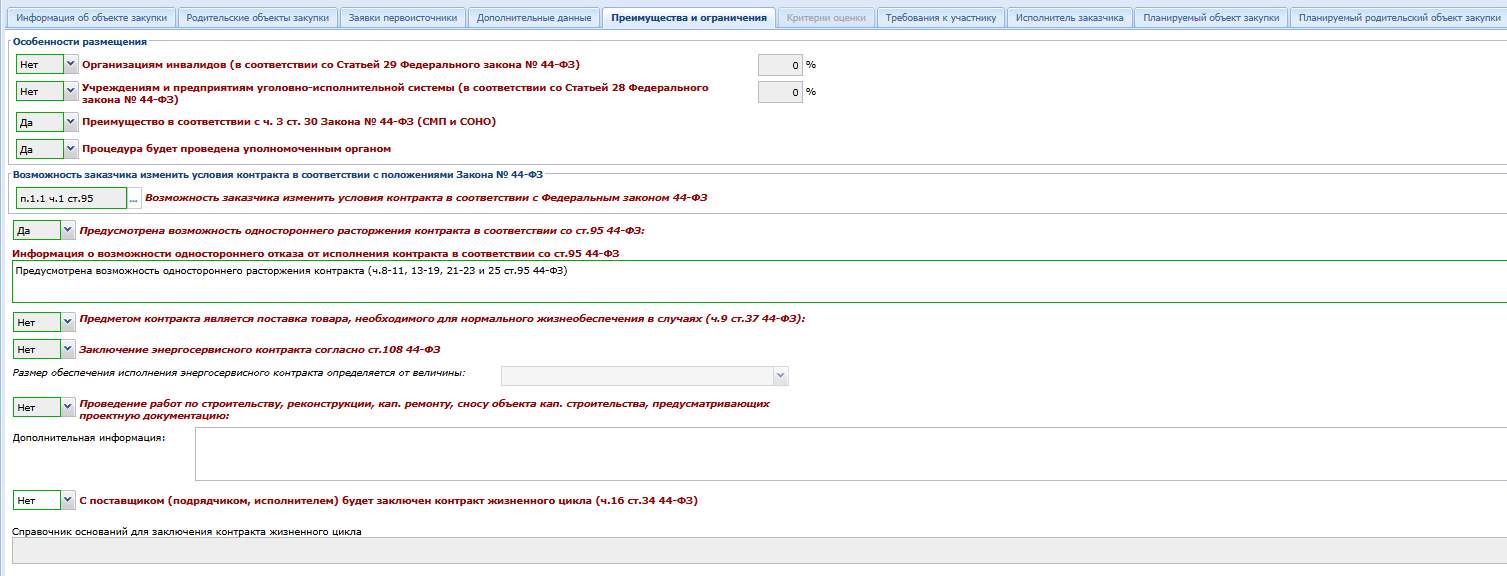 Информация об объекте закупки
Родительские объекты закупки
Заявки первоисточники
Дополнительные данные
Преимущества и ограничения
Критерии оценки
Требования к участнику
Исполнитель заказчика
Планируемый объект закупки
Планируемый родительский объект закупки
Особенности размещения
Нет Организациям инвалидов (в соответствии со Статьей 29 Федерального закона № 44-ФЗ) 0 %
Нет Учреждениям и предприятиям уголовно-исполнительной системы (в соответствии со Статьей 28 Федерального 0 %
закона № 44-ФЗ)
Да Преимущество в соответствии с ч. 3 ст. 30 Закона № 44-ФЗ (СМП и СОНО)
Да Процедура будет проведена уполномоченным органом
Возможность заказчика изменить условия контракта в соответствии с положениями Закона № 44-ФЗ
п.1.1 ч.1 ст.95 ... Возможность заказчика изменить условия контракта в соответствии с Федеральным законом 44-ФЗ
Да Предусмотрена возможность одностороннего расторжения контракта в соответствии со ст.95 44-ФЗ:
Информация о возможности одностороннего отказа от исполнения контракта в соответствии со ст.95 44-ФЗ
Предусмотрена возможность одностороннего расторжения контракта (ч.8-11, 13-19, 21-23 и 25 ст.95 44-ФЗ)
Нет Предметом контракта является поставка товара, необходимого для нормального жизнеобеспечения в случаях (ч.9 ст.37 44-ФЗ):
Нет Заключение энергосервисного контракта согласно ст.108 44-ФЗ
Размер обеспечения исполнения энергосервисного контракта определяется от величины:
Нет Проведение работ по строительству, реконструкции, кап. ремонту, сносу объекта кап. строительства, предусматривающих
проектную документацию:
Дополнительная информация:
Нет С поставщиком (подрядчиком, исполнителем) будет заключен контракт жизненного цикла (ч.16 ст.34 44-ФЗ)
Справочник оснований для заключения контракта жизненного цикла